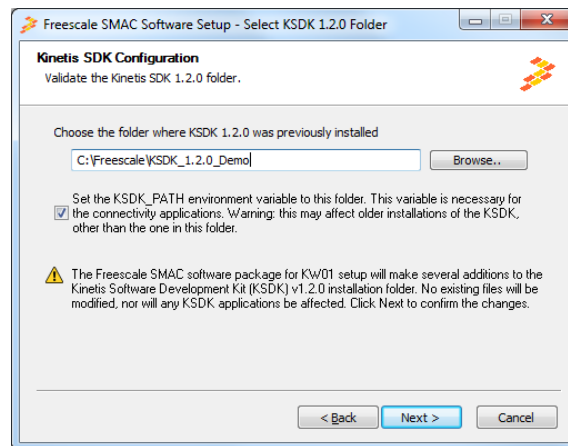 Freescale SMAC Software Setup - Select KSDK 1.2.0 Folder
Kinetis SDK Configuration
Validate the Kinetis SDK 1.2.0 folder.
Choose the folder where KSDK 1.2.0 was previously installed
C:\Freescale\KSDK_1.2.0_Demo
Browse..
Set the KSDK_PATH environment variable to this folder. This variable is necessary for
the connectivity applications. Warning: this may affect older installations of the KSDK,
other than the one in this folder.
The Freescale SMAC software package for KW01 setup will make several additions to the
Kinetis Software Development Kit (KSDK) v1.2.0 installation folder. No existing files will be
modified, nor will any KSDK applications be affected. Click Next to confirm the changes.
< Back
Next >
Cancel